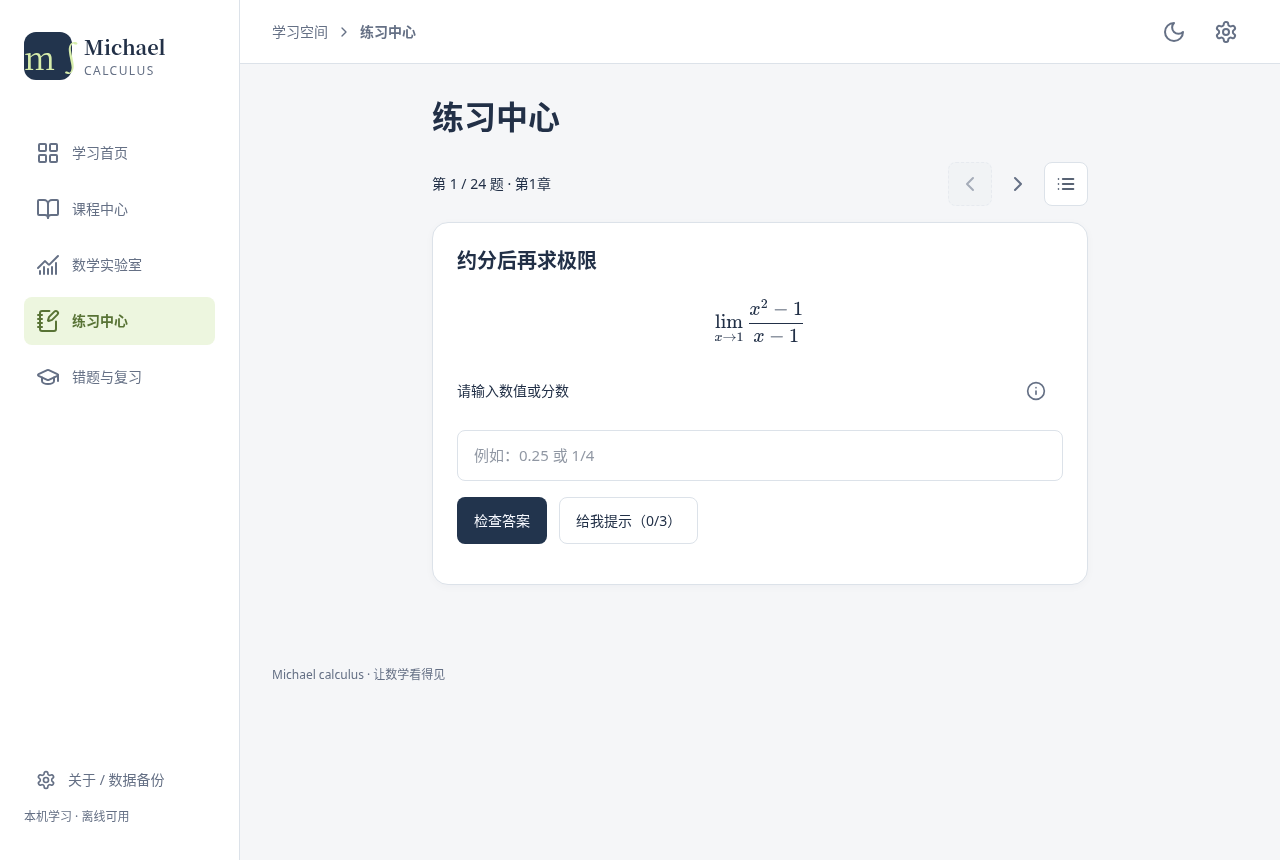 m ∫ Michael
CALCULUS
学习首页
课程中心
数学实验室
练习中心
错题与复习
关于 / 数据备份
本机学习 · 离线可用
学习空间 > 练习中心
练习中心
第 1 / 24 题 · 第1章
约分后再求极限
lim x→1 (x² − 1)/(x − 1)
请输入数值或分数
例如：0.25 或 1/4
检查答案 给我提示（0/3）
Michael calculus · 让数学看得见